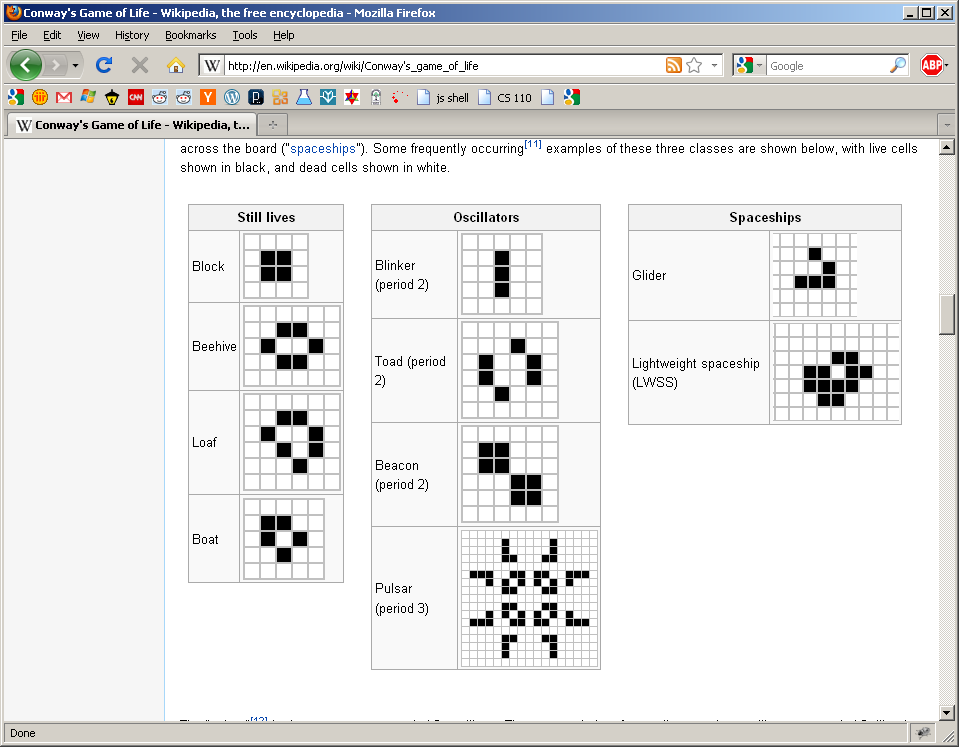 Conway's Game of Life - Wikipedia, the free encyclopedia - Mozilla Firefox
File Edit View History Bookmarks Tools Help
W http://en.wikipedia.org/wiki/Conway's_game_of_life Google ABP
CNN Y js shell CS 110
W Conway's Game of Life - Wikipedia, t...
across the board ("spaceships"). Some frequently occurring[11] examples of these three classes are shown below, with live cells
shown in black, and dead cells shown in white.
Still lives
Block
Beehive
Loaf
Boat
Oscillators
Blinker
(period 2)
Toad (period
2)
Beacon
(period 2)
Pulsar
(period 3)
Spaceships
Glider
Lightweight spaceship
(LWSS)
[12]
Done